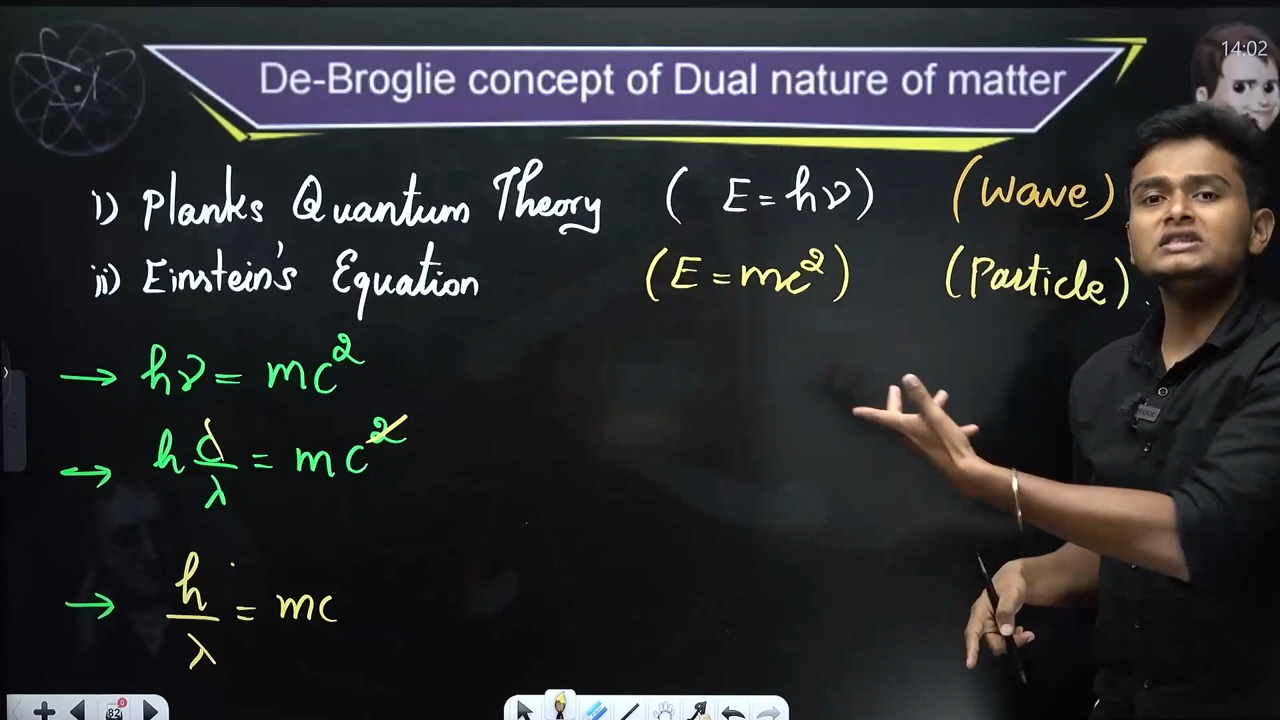 De-Broglie concept of Dual nature of matter
14:02
i) Planks Quantum Theory ( E = hν) (Wave)
ii) Einstein's Equation (E = mc²) (Particle)
→ hν = mc²
→ h c/λ = mc²
→ h/λ = mc
82